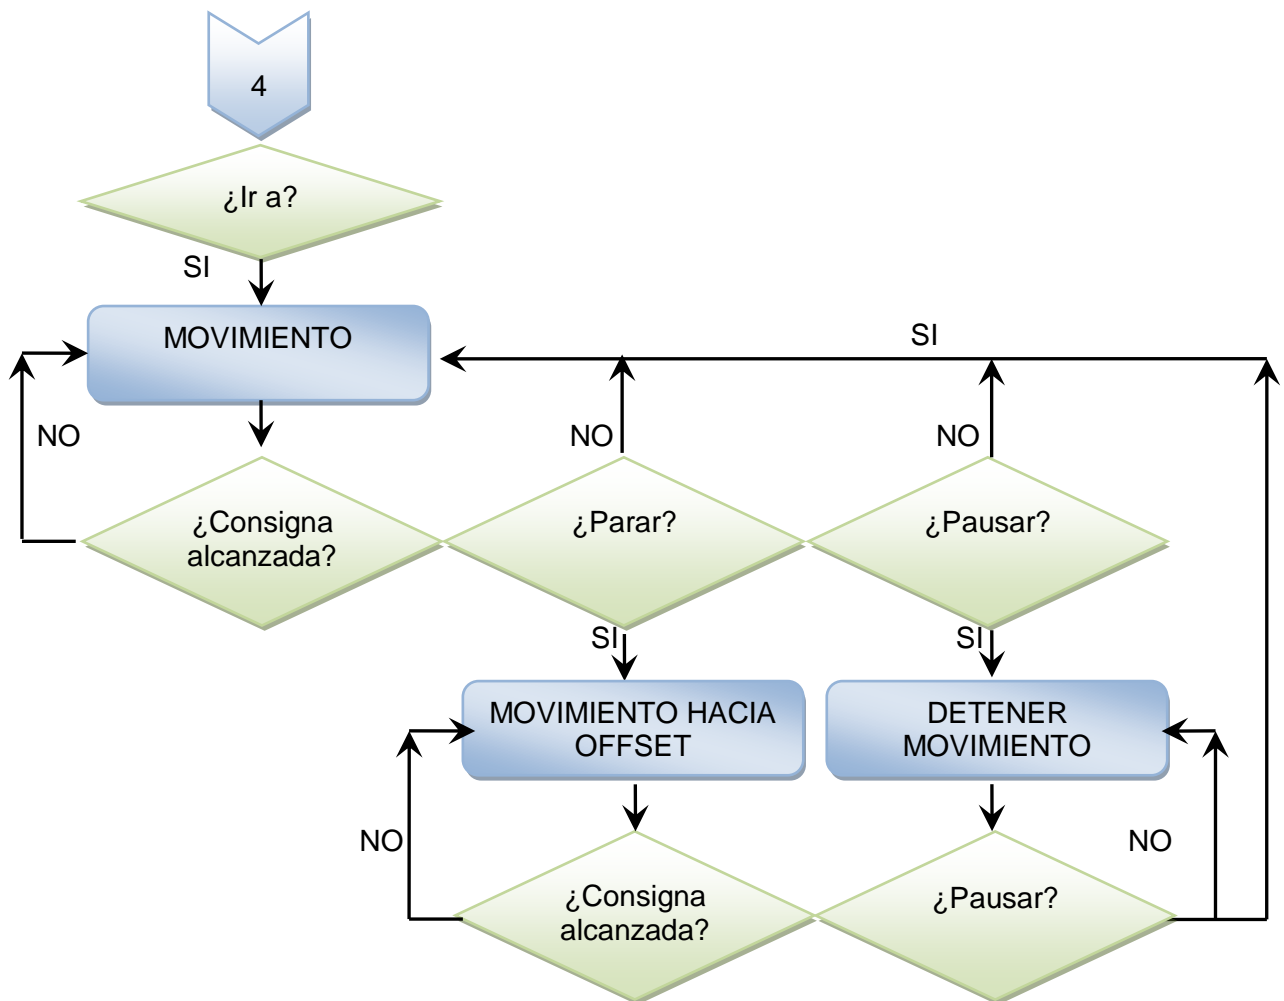 4
¿Ir a?
SI
MOVIMIENTO
SI
NO
NO
NO
¿Consigna
alcanzada?
¿Parar?
¿Pausar?
SI
SI
MOVIMIENTO HACIA
OFFSET
DETENER
MOVIMIENTO
NO
NO
¿Consigna
alcanzada?
¿Pausar?